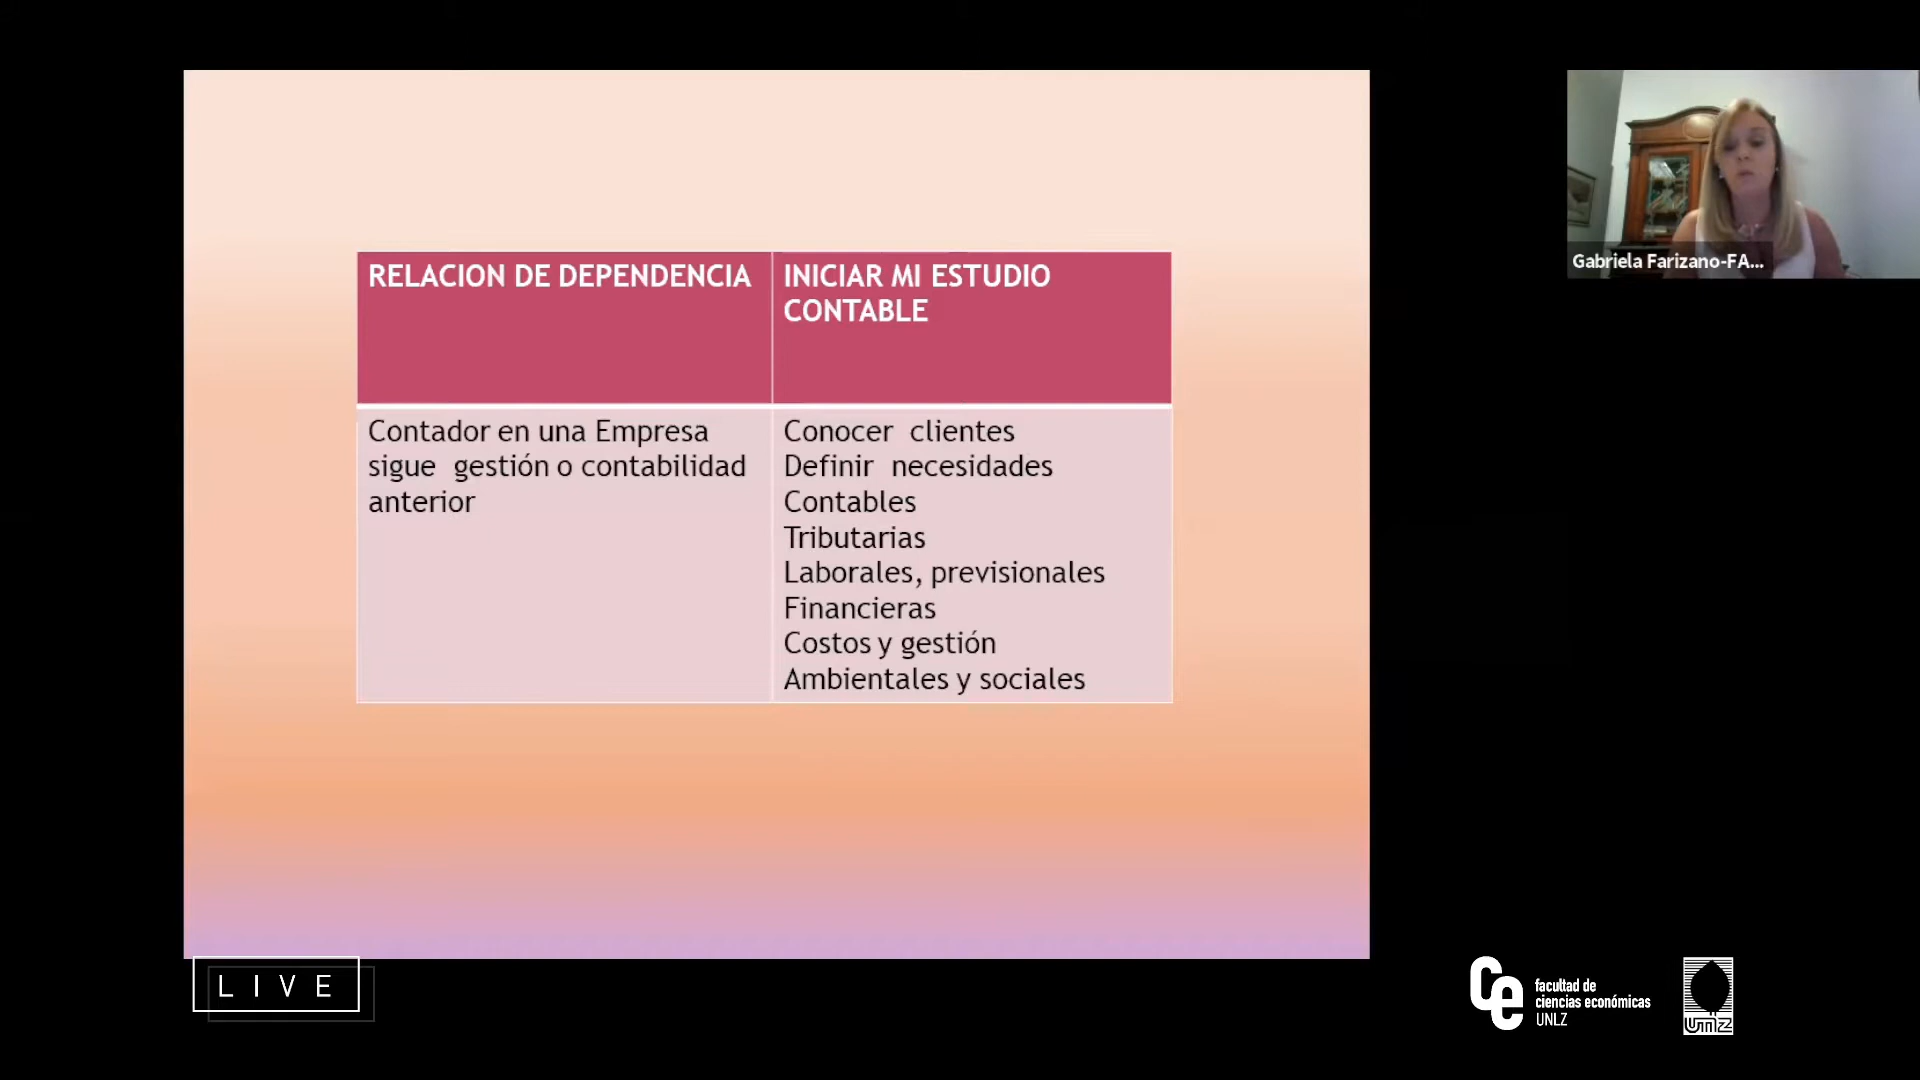 RELACION DE DEPENDENCIA
INICIAR MI ESTUDIO
CONTABLE
Contador en una Empresa
sigue gestión o contabilidad
anterior
Conocer clientes
Definir necesidades
Contables
Tributarias
Laborales, previsionales
Financieras
Costos y gestión
Ambientales y sociales
Gabriela Farizano-FA...
LIVE
ce
facultad de
ciencias económicas
UNLZ
unlz